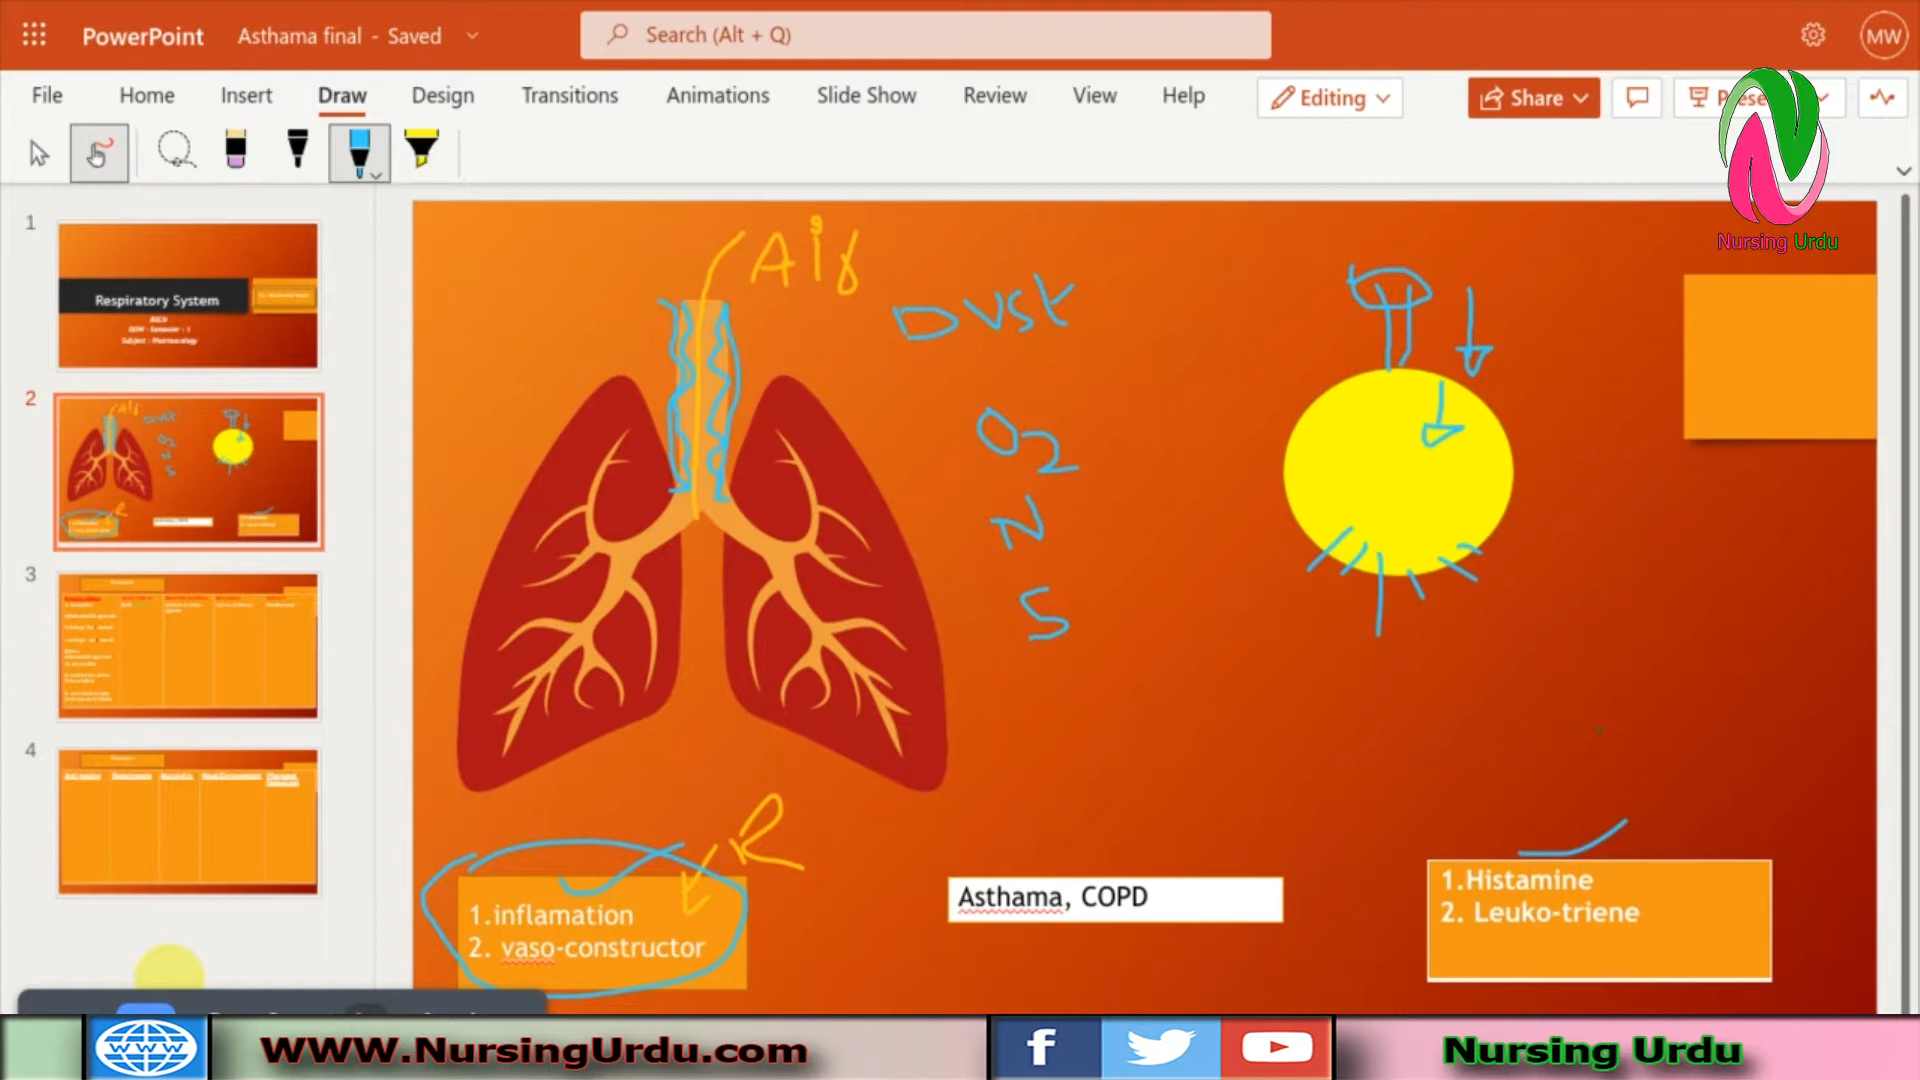 PowerPoint Asthama final - Saved
Search (Alt + Q)
MW
File Home Insert Draw Design Transitions Animations Slide Show Review View Help
Editing
Share
Nursing Urdu
1
Respiratory System
Subject : Pharmacology
2
3
4
Air
Dust
O2
N
S
R
1.inflamation
2. vaso-constructor
Asthama, COPD
1.Histamine
2. Leuko-triene
WWW.NursingUrdu.com
Nursing Urdu